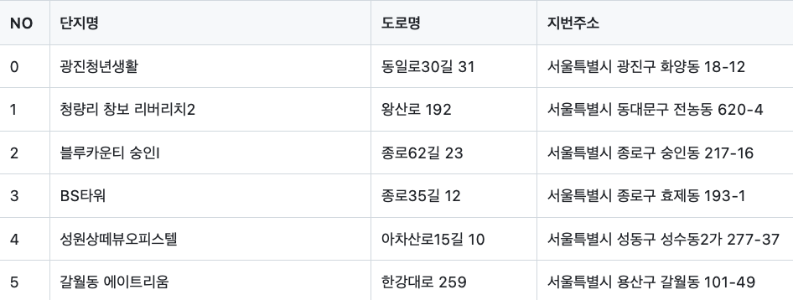 NO 단지명 도로명 지번주소
0 광진청년생활 동일로30길 31 서울특별시 광진구 화양동 18-12
1 청량리 창보 리버리치2 왕산로 192 서울특별시 동대문구 전농동 620-4
2 블루카운티 숭인I 종로62길 23 서울특별시 종로구 숭인동 217-16
3 BS타워 종로35길 12 서울특별시 종로구 효제동 193-1
4 성원상떼뷰오피스텔 아차산로15길 10 서울특별시 성동구 성수동2가 277-37
5 갈월동 에이트리움 한강대로 259 서울특별시 용산구 갈월동 101-49